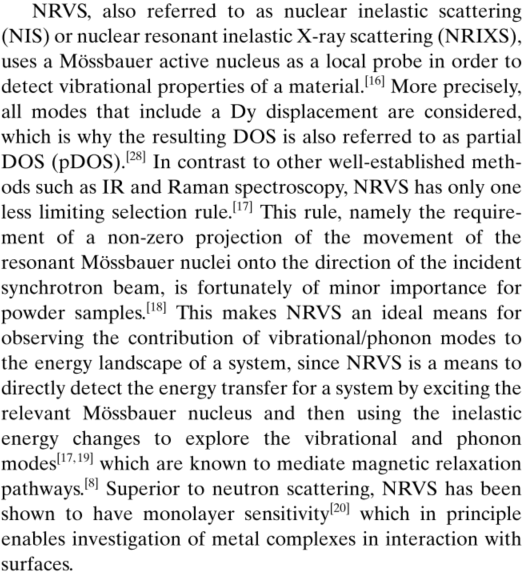 NRVS, also referred to as nuclear inelastic scattering
(NIS) or nuclear resonant inelastic X-ray scattering (NRIXS),
uses a Mössbauer active nucleus as a local probe in order to
detect vibrational properties of a material.[16] More precisely,
all modes that include a Dy displacement are considered,
which is why the resulting DOS is also referred to as partial
DOS (pDOS).[28] In contrast to other well-established meth-
ods such as IR and Raman spectroscopy, NRVS has only one
less limiting selection rule.[17] This rule, namely the require-
ment of a non-zero projection of the movement of the
resonant Mössbauer nuclei onto the direction of the incident
synchrotron beam, is fortunately of minor importance for
powder samples.[18] This makes NRVS an ideal means for
observing the contribution of vibrational/phonon modes to
the energy landscape of a system, since NRVS is a means to
directly detect the energy transfer for a system by exciting the
relevant Mössbauer nucleus and then using the inelastic
energy changes to explore the vibrational and phonon
modes[17,19] which are known to mediate magnetic relaxation
pathways.[8] Superior to neutron scattering, NRVS has been
shown to have monolayer sensitivity[20] which in principle
enables investigation of metal complexes in interaction with
surfaces.